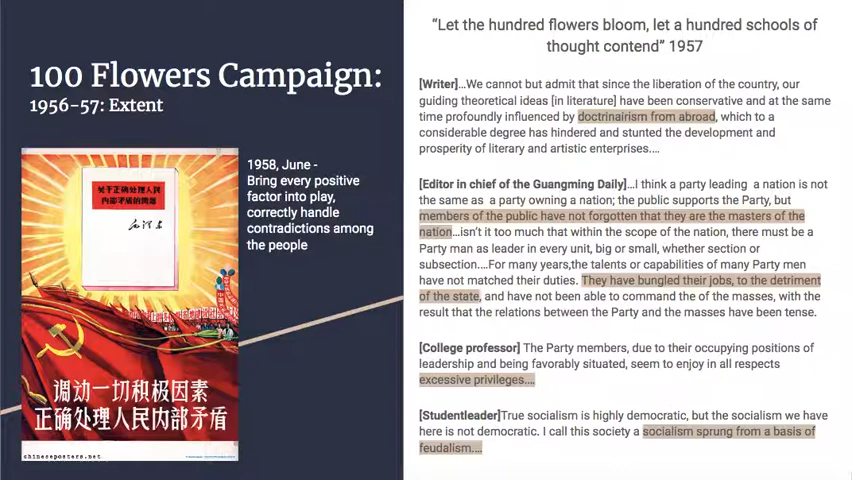 100 Flowers Campaign:
1956-57: Extent
关于正确处理人民
内部矛盾的问题
毛泽东
调动一切积极因素
正确处理人民内部矛盾
chineseposters.net
1958, June -
Bring every positive
factor into play,
correctly handle
contradictions among
the people
“Let the hundred flowers bloom, let a hundred schools of
thought contend” 1957
[Writer]…We cannot but admit that since the liberation of the country, our
guiding theoretical ideas [in literature] have been conservative and at the same
time profoundly influenced by doctrinairism from abroad, which to a
considerable degree has hindered and stunted the development and
prosperity of literary and artistic enterprises.…
[Editor in chief of the Guangming Daily]…I think a party leading  a nation is not
the same as  a party owning a nation; the public supports the Party, but
members of the public have not forgotten that they are the masters of the
nation…isn’t it too much that within the scope of the nation, there must be a
Party man as leader in every unit, big or small, whether section or
subsection.…For many years,the talents or capabilities of many Party men
have not matched their duties. They have bungled their jobs, to the detriment
of the state, and have not been able to command the of the masses, with the
result that the relations between the Party and the masses have been tense.
[College professor] The Party members, due to their occupying positions of
leadership and being favorably situated, seem to enjoy in all respects
excessive privileges.…
[Studentleader]True socialism is highly democratic, but the socialism we have
here is not democratic. I call this society a socialism sprung from a basis of
feudalism.…